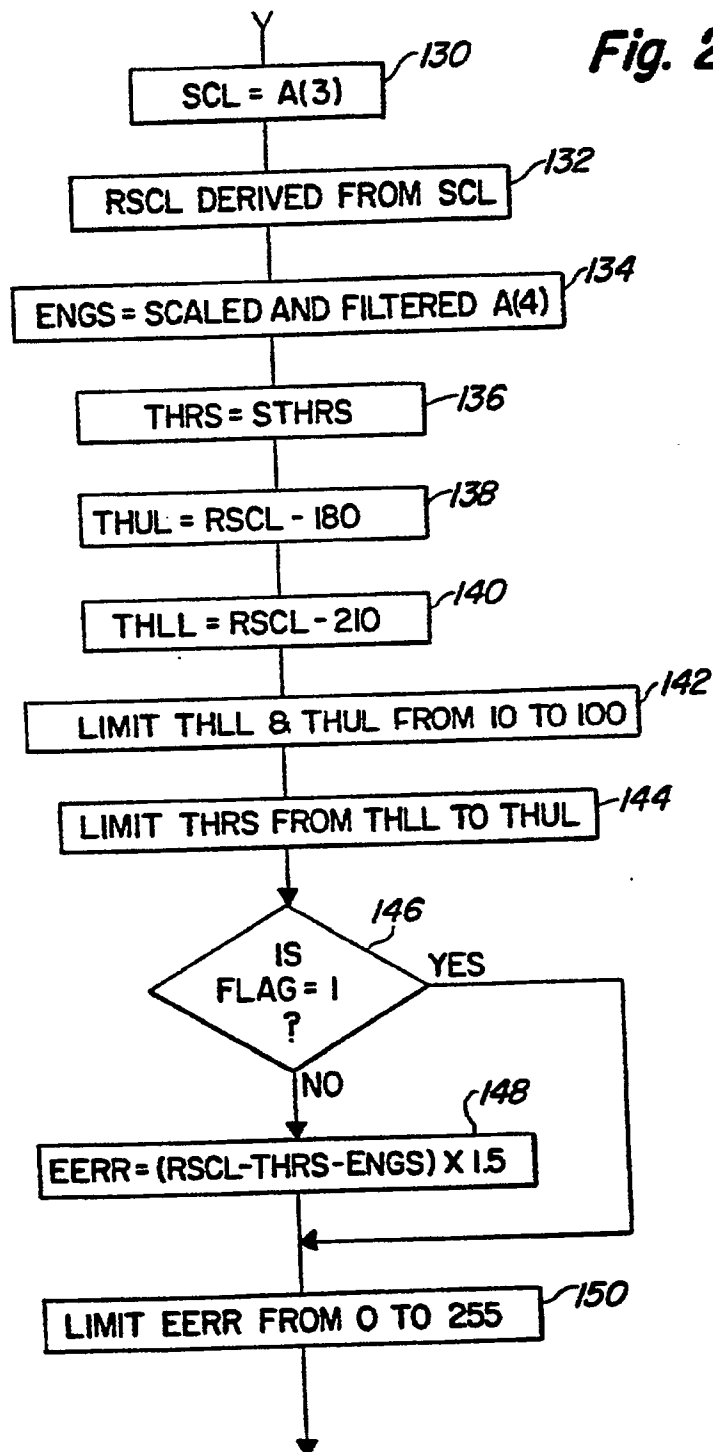 Fig. 2
130
SCL = A(3)
132
RSCL DERIVED FROM SCL
134
ENGS = SCALED AND FILTERED A(4)
136
THRS = STHRS
138
THUL = RSCL - 180
140
THLL = RSCL - 210
142
LIMIT THLL & THUL FROM 10 TO 100
144
LIMIT THRS FROM THLL TO THUL
146
IS
FLAG = 1
?
YES
NO
148
EERR = (RSCL-THRS-ENGS) X 1.5
150
LIMIT EERR FROM 0 TO 255